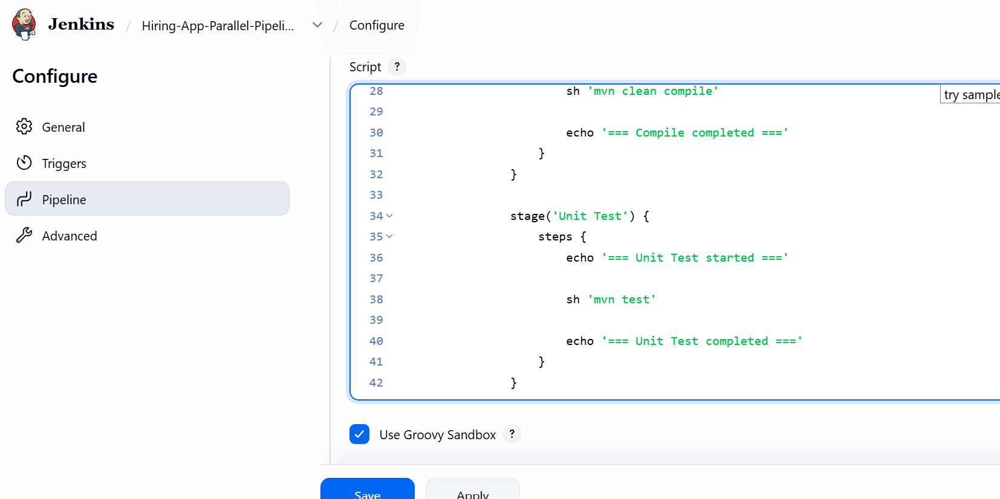 Jenkins / Hiring-App-Parallel-Pipeli... / Configure
Configure
General
Triggers
Pipeline
Advanced
Script ?
try sample
28 sh 'mvn clean compile'
29
30 echo '=== Compile completed ==='
31 }
32 }
33
34 stage('Unit Test') {
35 steps {
36 echo '=== Unit Test started ==='
37
38 sh 'mvn test'
39
40 echo '=== Unit Test completed ==='
41 }
42 }
Use Groovy Sandbox ?
Save
Apply